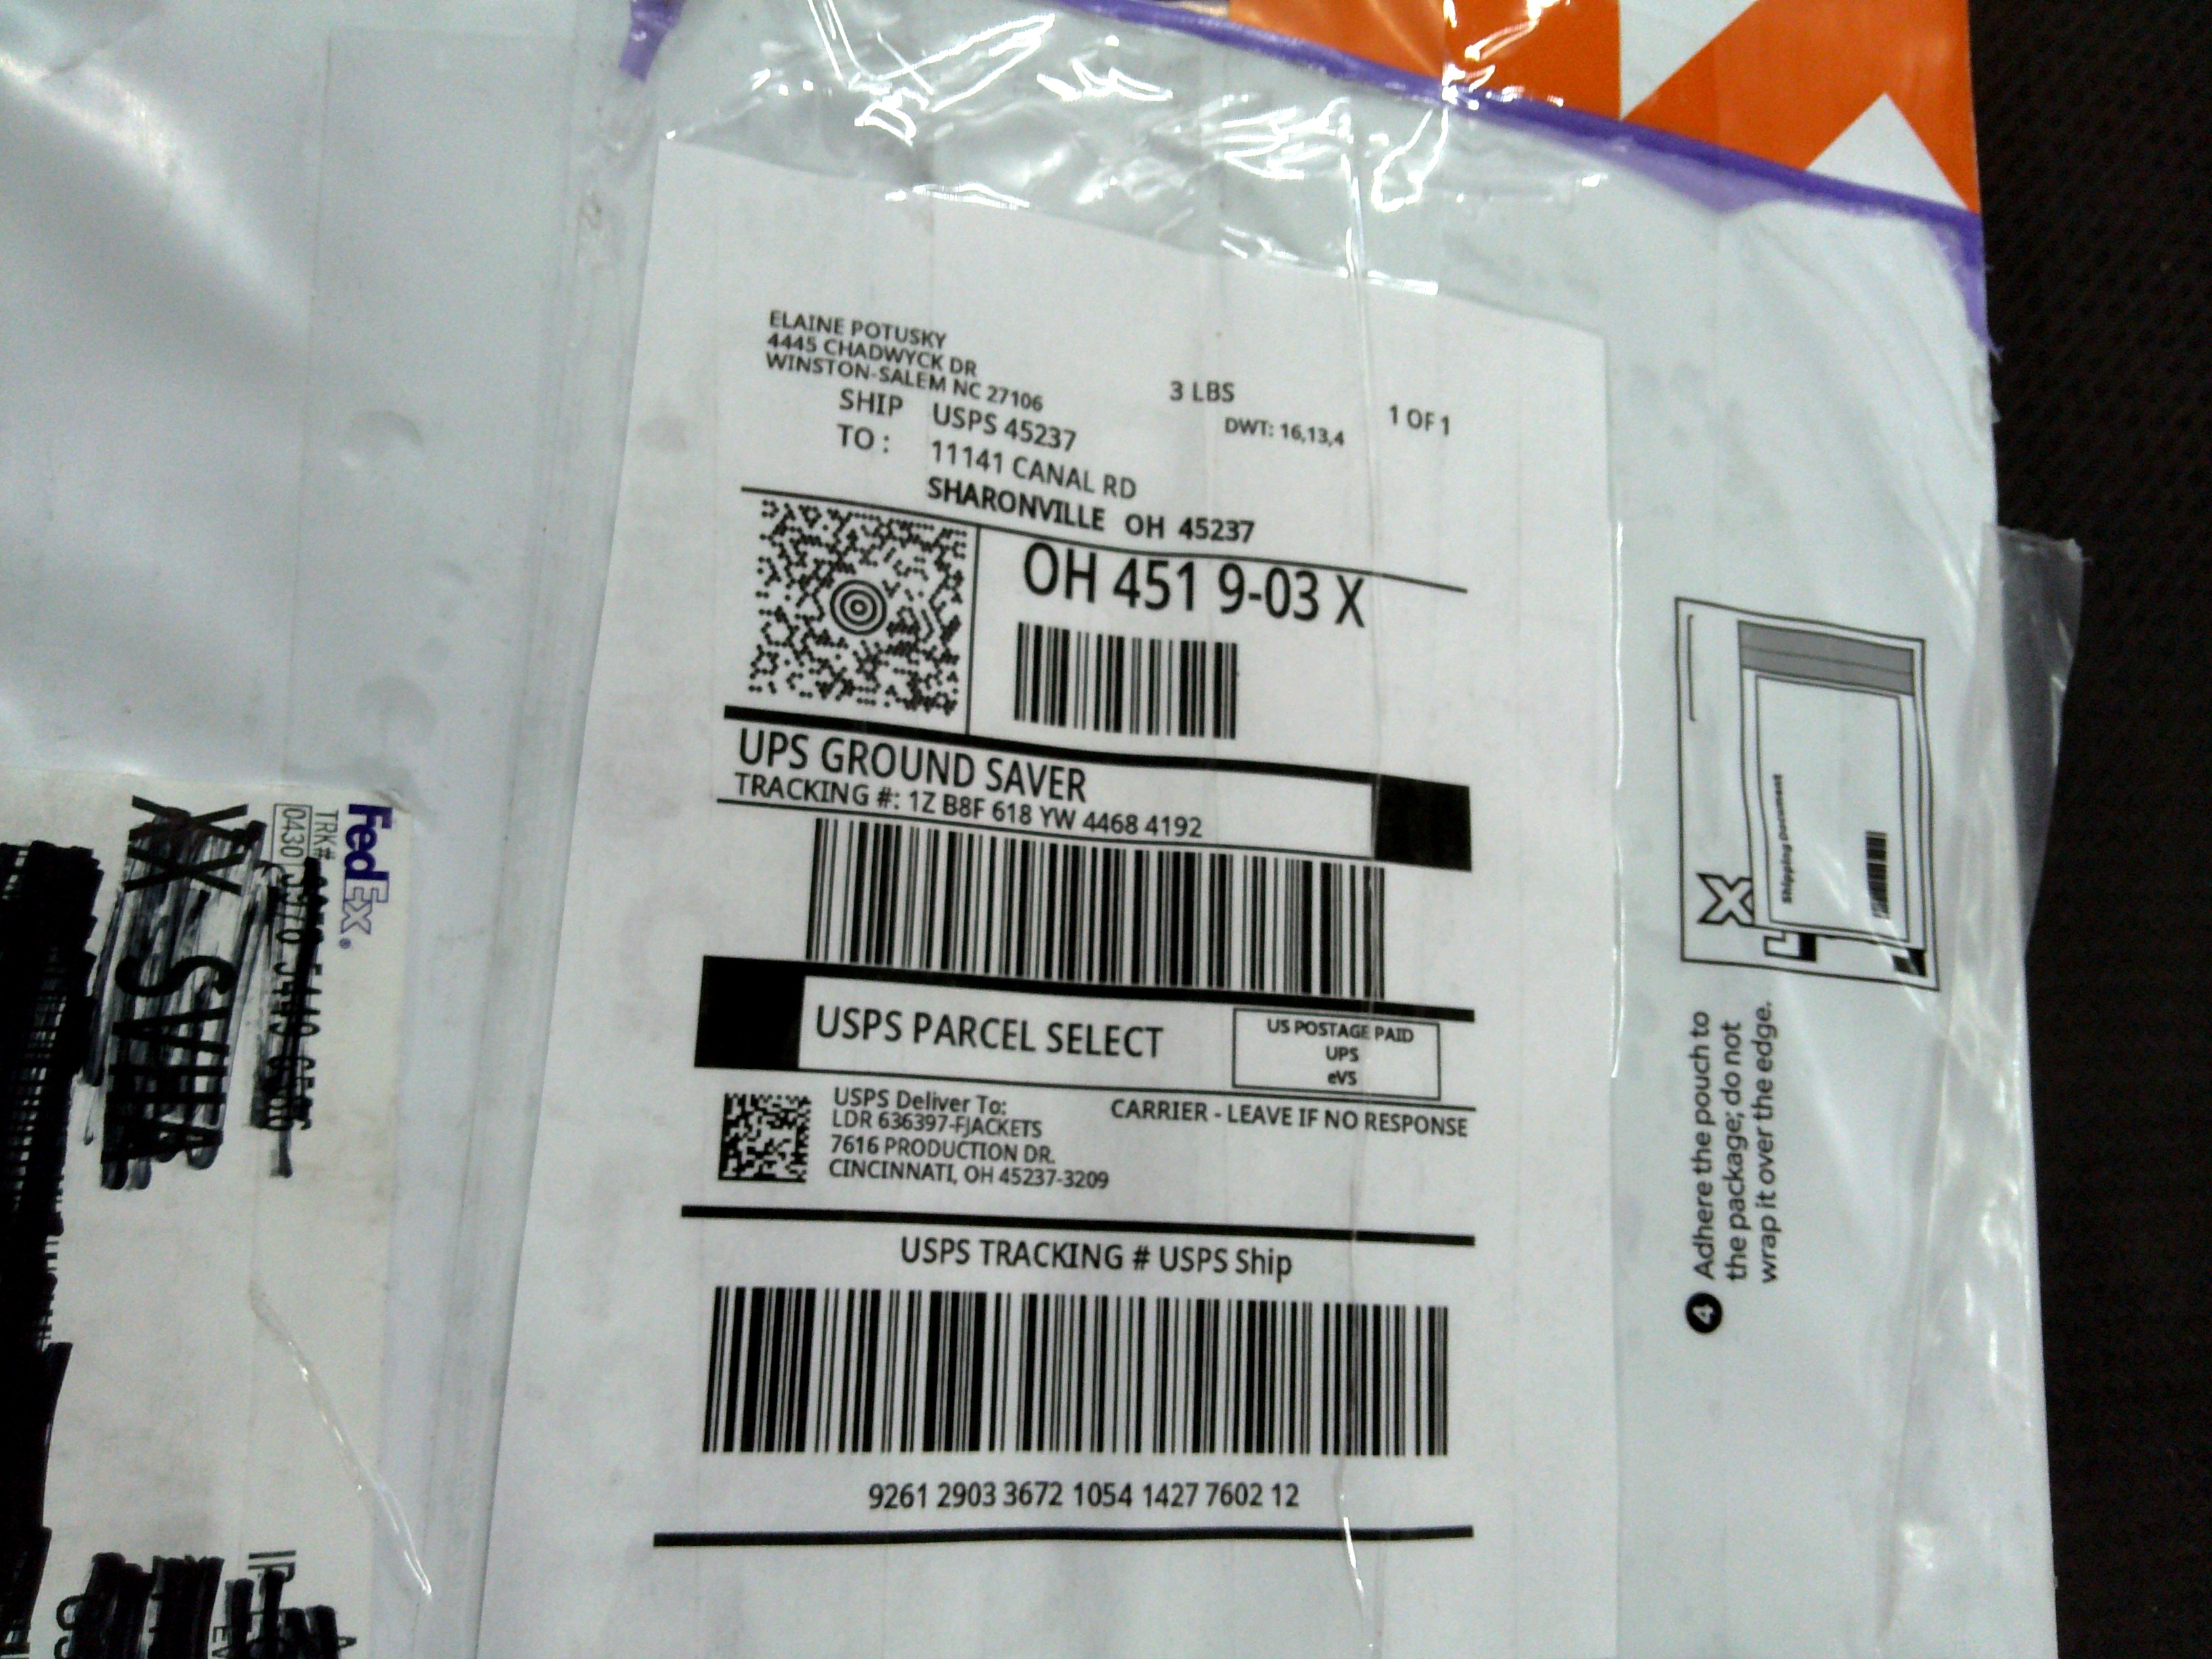 ELAINE POTUSKY
4445 CHADWYCK DR
WINSTON-SALEM NC 27106
3 LBS
1 OF 1
DWT: 16,13,4
SHIP TO :
USPS 45237
11141 CANAL RD
SHARONVILLE OH 45237
OH 451 9-03 X
UPS GROUND SAVER
TRACKING #: 1Z B8F 618 YW 4468 4192
USPS PARCEL SELECT
US POSTAGE PAID
UPS
eVS
USPS Deliver To:
LDR 636397-FJACKETS
7616 PRODUCTION DR.
CINCINNATI, OH 45237-3209
CARRIER - LEAVE IF NO RESPONSE
USPS TRACKING # USPS Ship
9261 2903 3672 1054 1427 7602 12
FedEx®
TRK#
0430
XX SVHA
Shipping Document
4 Adhere the pouch to
the package; do not
wrap it over the edge.